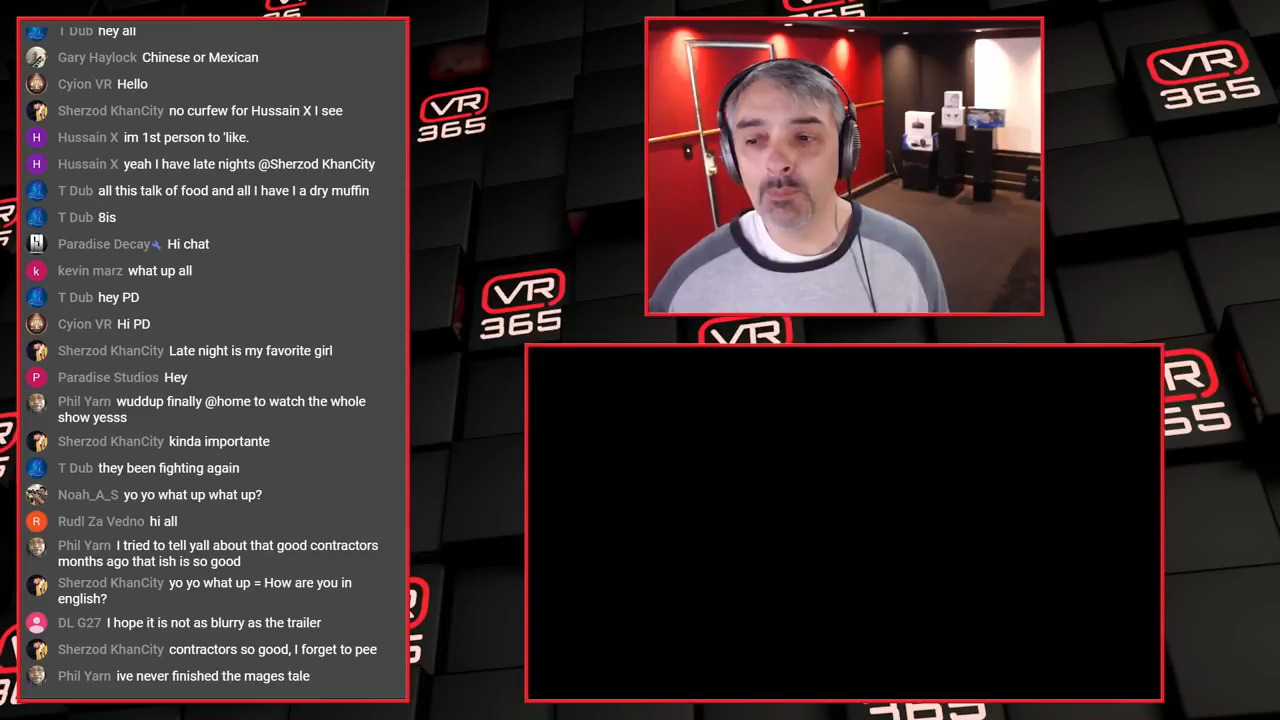 T Dub hey all
Gary Haylock Chinese or Mexican
Cyion VR Hello
Sherzod KhanCity no curfew for Hussain X I see
H Hussain X im 1st person to 'like.
H Hussain X yeah I have late nights @Sherzod KhanCity
T Dub all this talk of food and all I have I a dry muffin
T Dub 8is
Paradise Decay Hi chat
k kevin marz what up all
T Dub hey PD
Cyion VR Hi PD
Sherzod KhanCity Late night is my favorite girl
P Paradise Studios Hey
Phil Yarn wuddup finally @home to watch the whole
show yesss
Sherzod KhanCity kinda importante
T Dub they been fighting again
Noah_A_S yo yo what up what up?
R Rudl Za Vedno hi all
Phil Yarn I tried to tell yall about that good contractors
months ago that ish is so good
Sherzod KhanCity yo yo what up = How are you in
english?
DL G27 I hope it is not as blurry as the trailer
Sherzod KhanCity contractors so good, I forget to pee
Phil Yarn ive never finished the mages tale
VR
365
VR
365
VR
365
VR
365
VR
365
VR
R
65
365